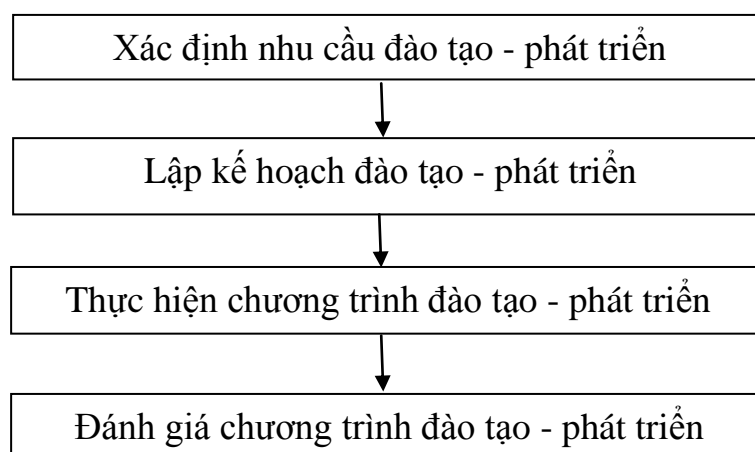 Xác định nhu cầu đào tạo - phát triển
Lập kế hoạch đào tạo - phát triển
Thực hiện chương trình đào tạo - phát triển
Đánh giá chương trình đào tạo - phát triển